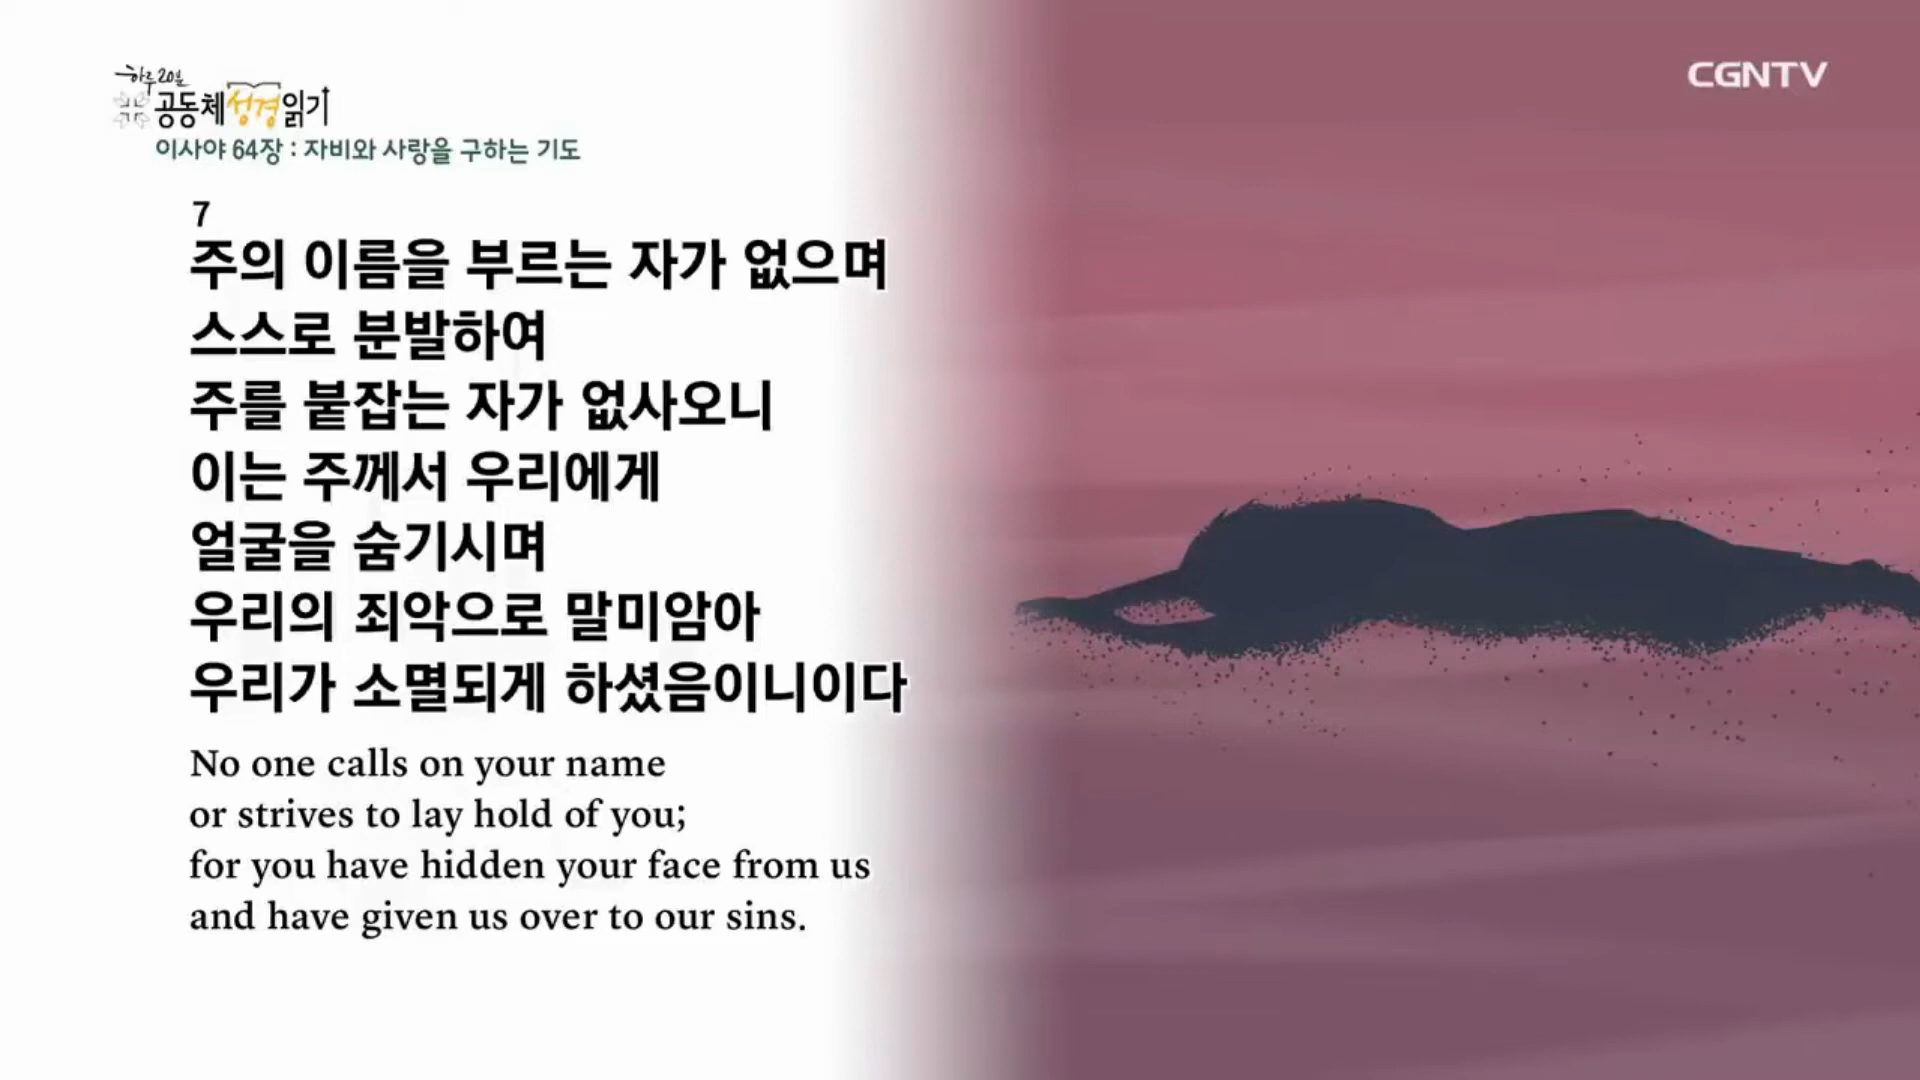 하루 20분
공동체성경읽기
CGNTV
이사야 64장 : 자비와 사랑을 구하는 기도
7
주의 이름을 부르는 자가 없으며
스스로 분발하여
주를 붙잡는 자가 없사오니
이는 주께서 우리에게
얼굴을 숨기시며
우리의 죄악으로 말미암아
우리가 소멸되게 하셨음이니이다
No one calls on your name
or strives to lay hold of you;
for you have hidden your face from us
and have given us over to our sins.